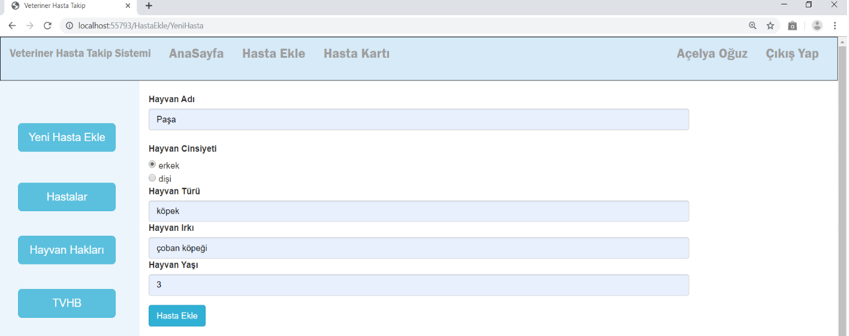 Veteriner Hasta Takip
localhost:55793/HastaEkle/YeniHasta
Veteriner Hasta Takip Sistemi AnaSayfa Hasta Ekle Hasta Kartı Açelya Oğuz Çıkış Yap
Hayvan Adı
Paşa
Yeni Hasta Ekle
Hayvan Cinsiyeti
erkek
dişi
Hayvan Türü
Hastalar
köpek
Hayvan Irkı
Hayvan Hakları
çoban köpeği
Hayvan Yaşı
3
TVHB
Hasta Ekle